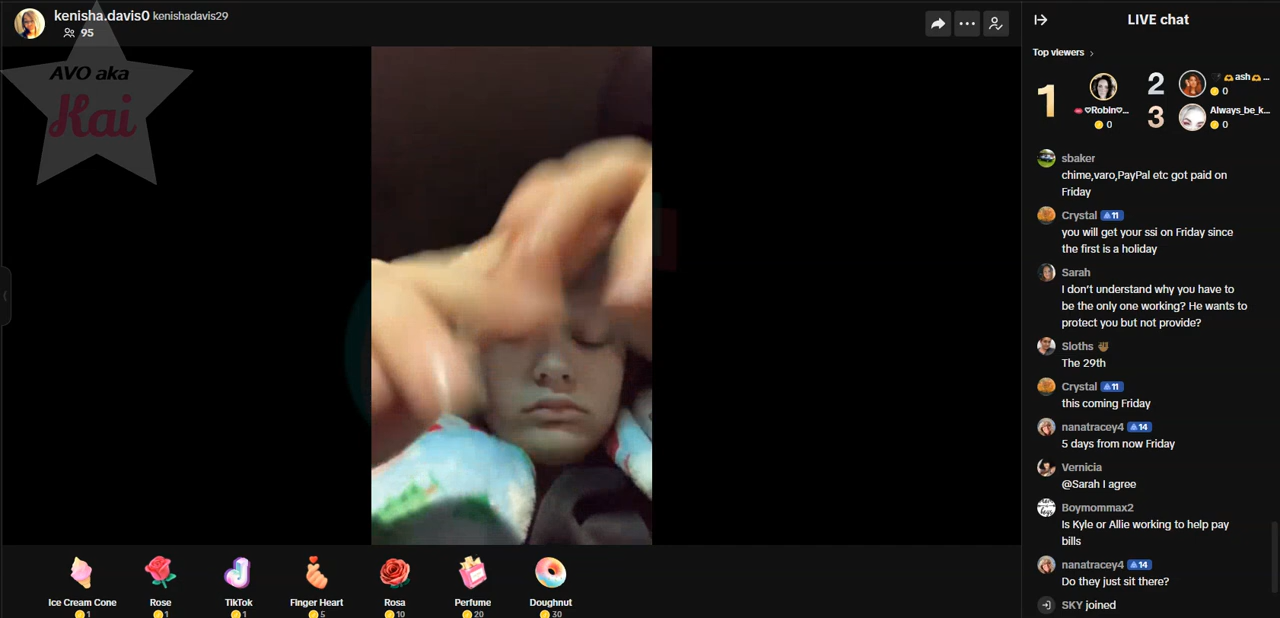 kenisha.davis0 kenishadavis29
95
AVO aka
Kai
LIVE chat
Top viewers
1
♡Robin♡...
0
2
ash ...
0
3
Always_be_k...
0
sbaker
chime,varo,PayPal etc got paid on
Friday
Crystal 11
you will get your ssi on Friday since
the first is a holiday
Sarah
I don't understand why you have to
be the only one working? He wants to
protect you but not provide?
Sloths
The 29th
Crystal 11
this coming Friday
nanatracey4 14
5 days from now Friday
Vernicia
@Sarah I agree
Boymommax2
Is Kyle or Allie working to help pay
bills
nanatracey4 14
Do they just sit there?
SKY joined
Ice Cream Cone
1
Rose
1
TikTok
1
Finger Heart
5
Rosa
10
Perfume
20
Doughnut
30